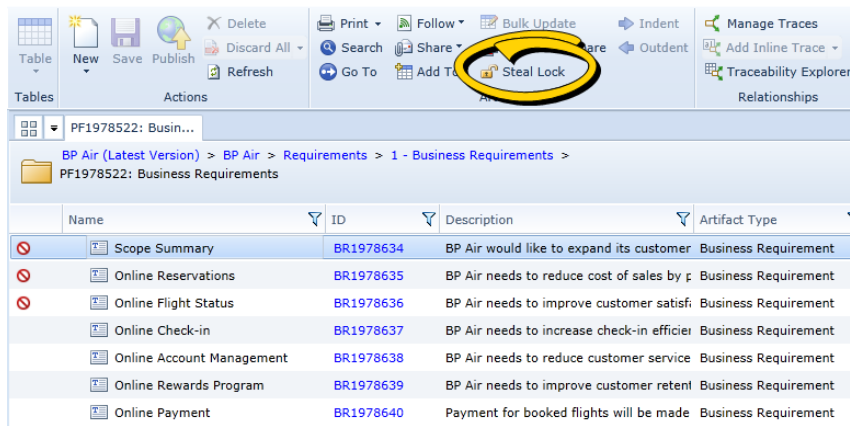 Delete Print Follow Bulk Update Indent Manage Traces
Discard All Search Share Outdent Add Inline Trace
Table New Save Publish Refresh Go To Add Steal Lock Traceability Explorer
Tables Actions Relationships
PF1978522: Busin...
BP Air (Latest Version) > BP Air > Requirements > 1 - Business Requirements >
PF1978522: Business Requirements
Name ID Description Artifact Type
Scope Summary BR1978634 BP Air would like to expand its customer Business Requirement
Online Reservations BR1978635 BP Air needs to reduce cost of sales by Business Requirement
Online Flight Status BR1978636 BP Air needs to improve customer Business Requirement
Online Check-in BR1978637 BP Air needs to increase check-in Business Requirement
Online Account Management BR1978638 BP Air needs to reduce customer service Business Requirement
Online Rewards Program BR1978639 BP Air needs to improve customer Business Requirement
Online Payment BR1978640 Payment for booked flights will be made Business Requirement